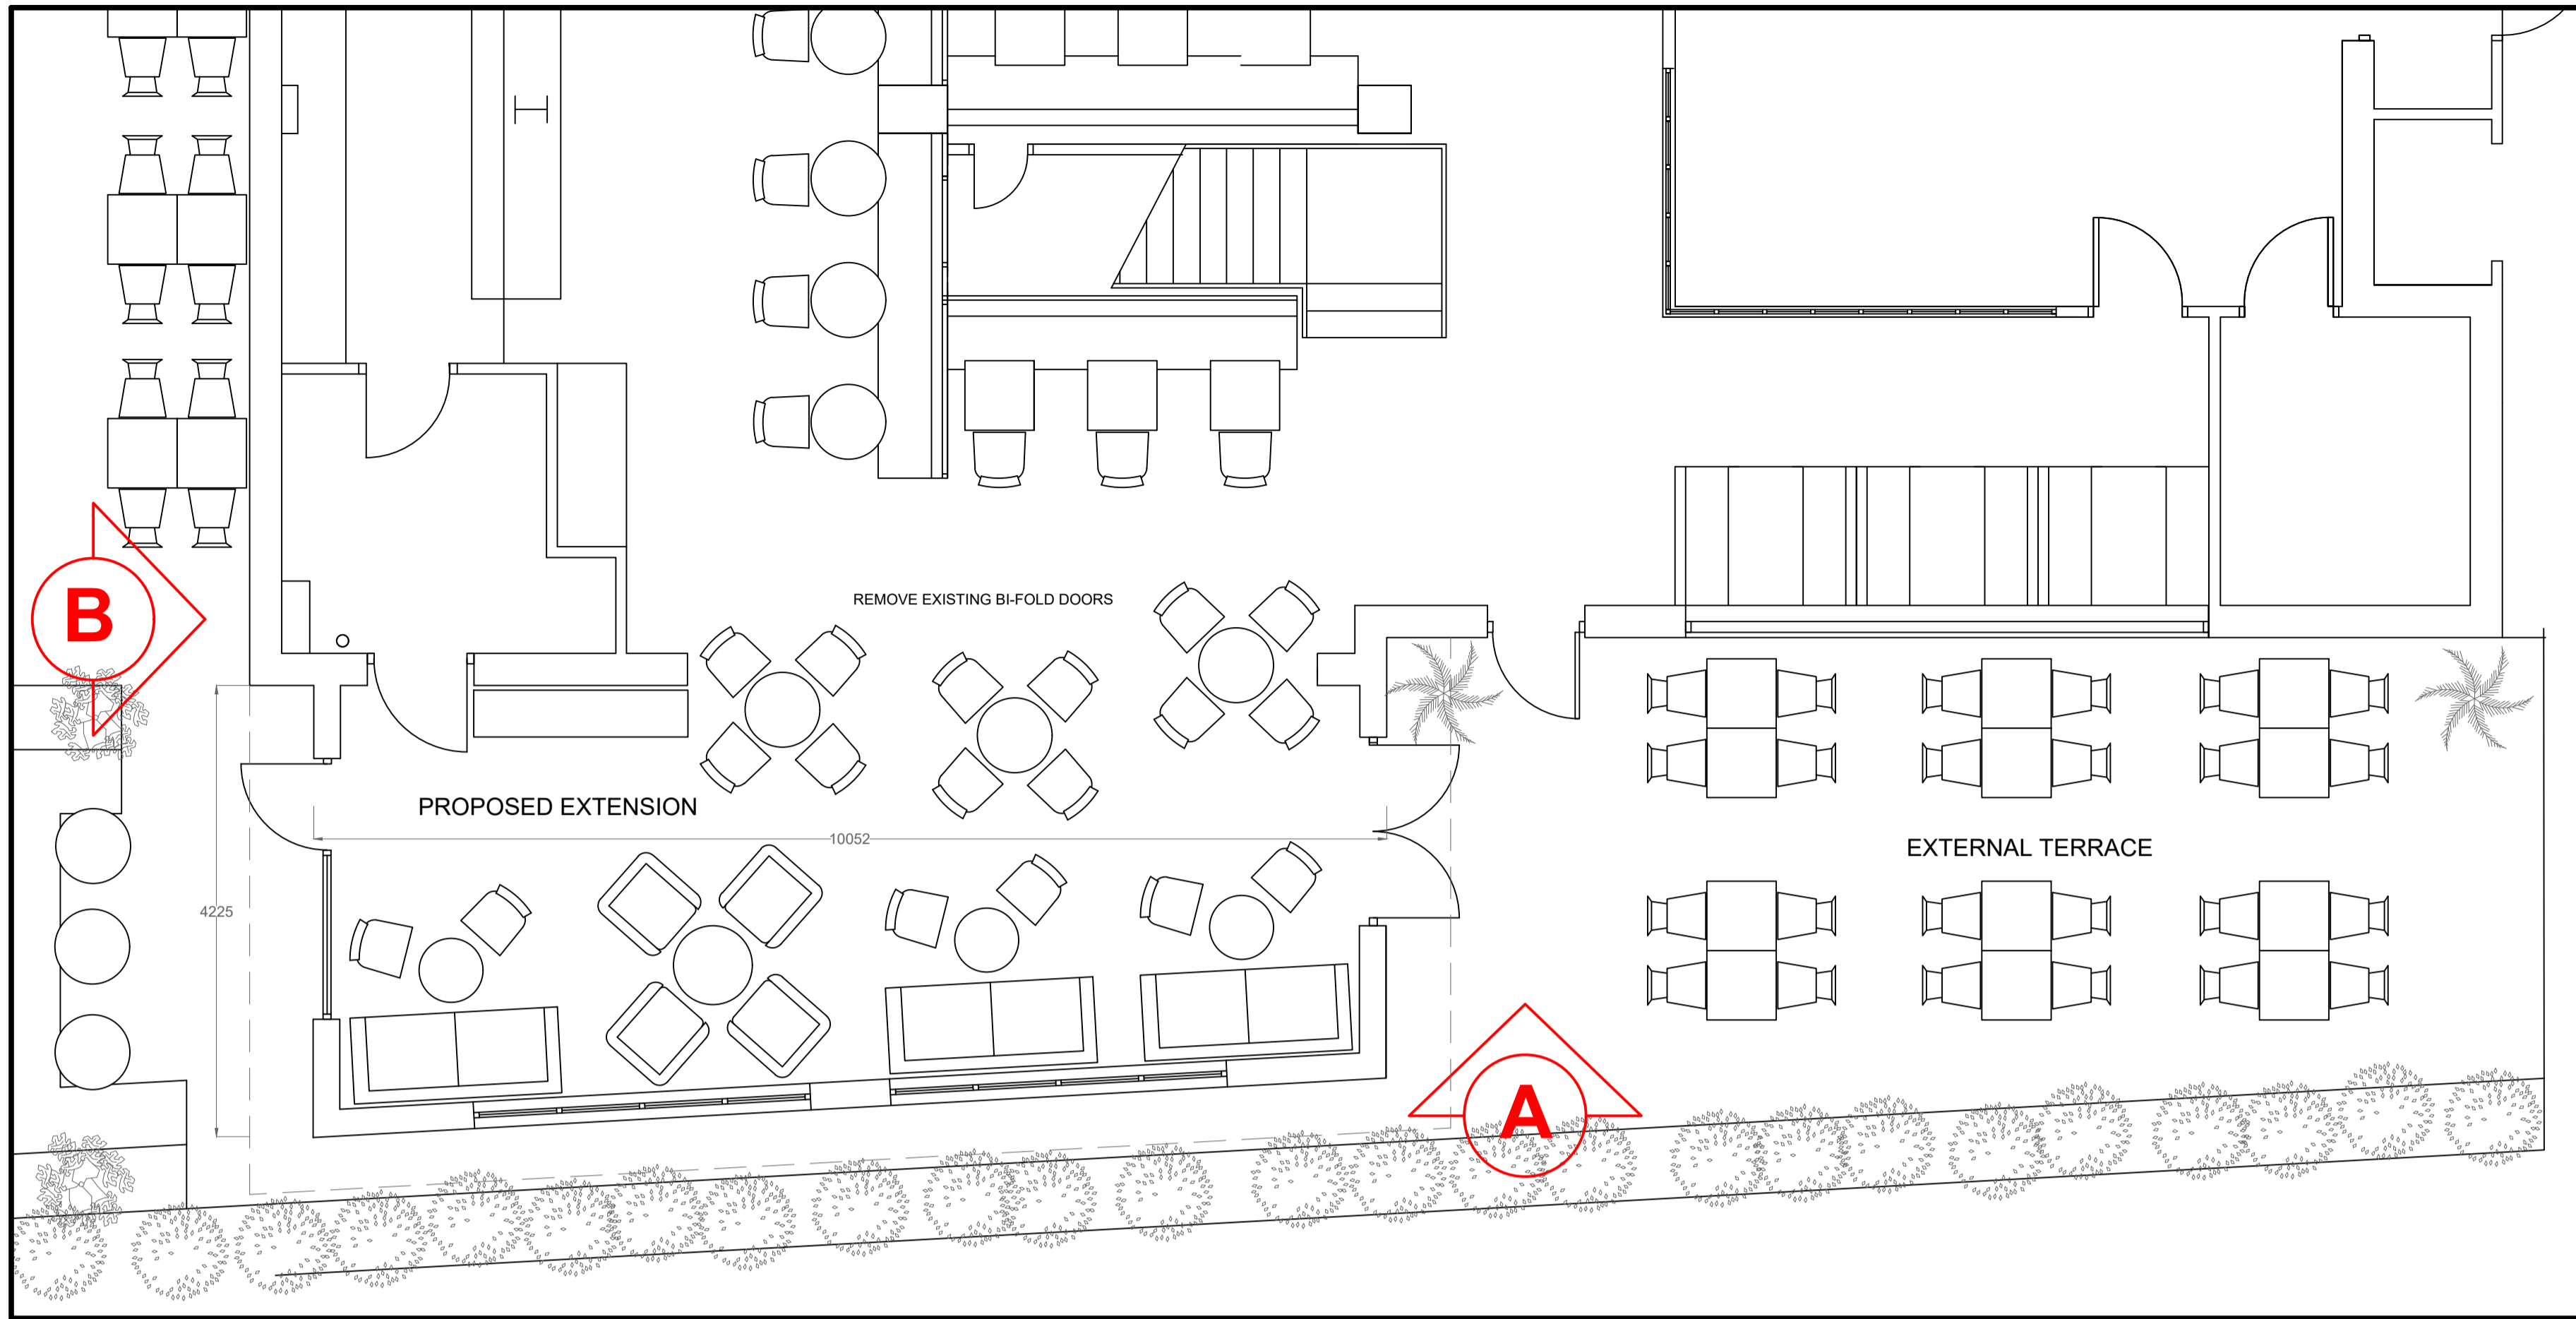 REMOVE EXISTING BI-FOLD DOORS
B
PROPOSED EXTENSION
10052
EXTERNAL TERRACE
4225
A